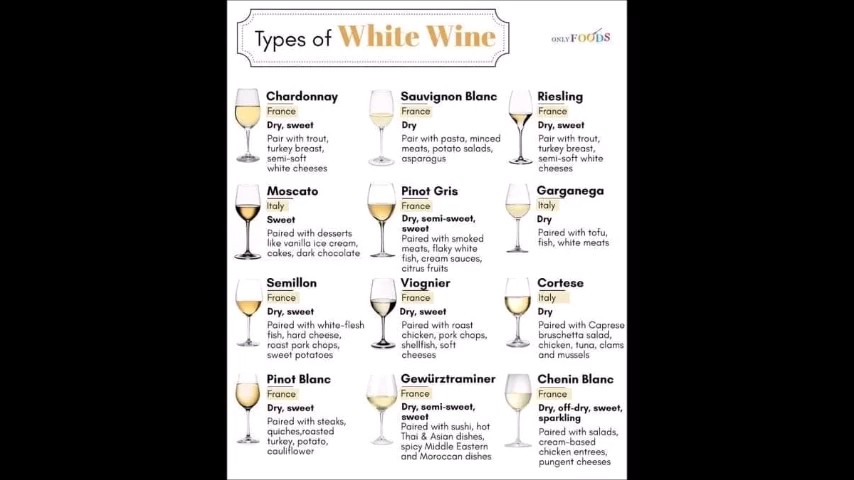 Types of White Wine
ONLY FOODS
Chardonnay
France
Dry, sweet
Pair with trout,
turkey breast,
semi-soft
white cheeses
Sauvignon Blanc
France
Dry
Pair with pasta, minced
meats, potato salads,
asparagus
Riesling
France
Dry, sweet
Pair with trout,
turkey breast,
semi-soft white
cheeses
Moscato
Italy
Sweet
Paired with desserts
like vanilla ice cream,
cakes, dark chocolate
Pinot Gris
France
Dry, semi-sweet,
sweet
Paired with smoked
meats, flaky white
fish, cream sauces,
citrus fruits
Garganega
Italy
Dry
Paired with tofu,
fish, white meats
Semillon
France
Dry, sweet
Paired with white-flesh
fish, hard cheese,
roast pork chops,
sweet potatoes
Viognier
France
Dry, sweet
Paired with roast
chicken, pork chops,
shellfish, soft
cheeses
Cortese
Italy
Dry
Paired with Caprese
bruschetta salad,
chicken, tuna, clams
and mussels
Pinot Blanc
France
Dry, sweet
Paired with steaks,
quiches,roasted
turkey, potato,
cauliflower
Gewürztraminer
France
Dry, semi-sweet,
sweet
Paired with sushi, hot
Thai & Asian dishes,
spicy Middle Eastern
and Moroccan dishes
Chenin Blanc
France
Dry, off-dry, sweet,
sparkling
Paired with salads,
cream-based
chicken entrees,
pungent cheeses